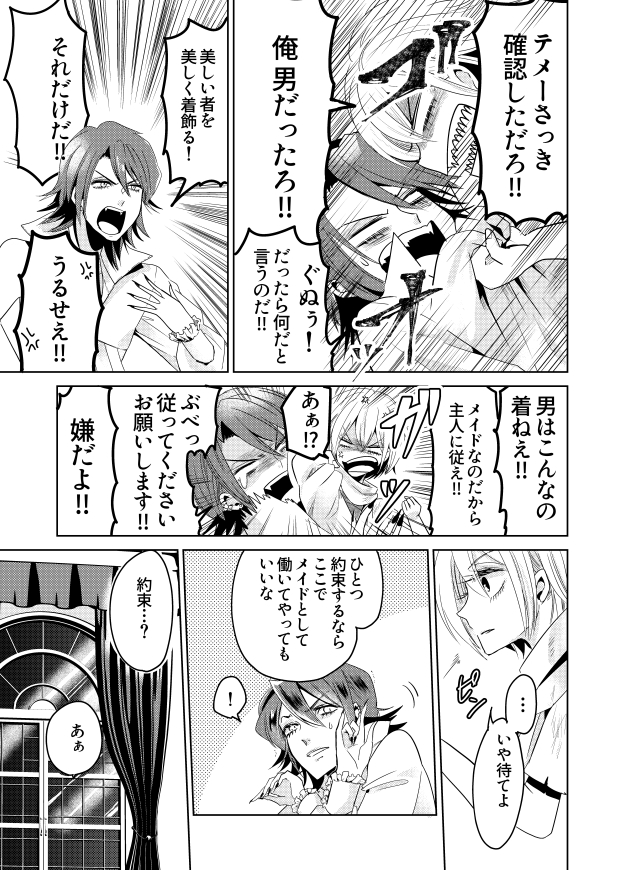 テメーさっき
確認しただろ!!
ズ
ザ
俺男だったろ!!
ぐぬぅ!
だったら何だと
言うのだ!!
美しい者を
美しく着飾る!
それだけだ!!
うるせえ!!
男はこんなの
着ねえ!!
メイドなのだから
主人に従え!!
ガッ
あぁ!?
ぶべっ
従ってください
お願いします!!
嫌だよ!!
…
いや待てよ
ピン
ひとつ
約束するなら
ここで
メイドとして
働いてやっても
いいな
!
約束…?
あぁ